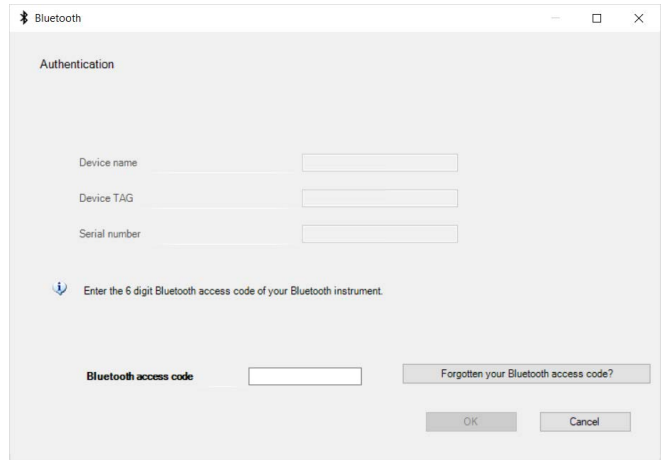 Bluetooth
Authentication
Device name
Device TAG
Serial number
Enter the 6 digit Bluetooth access code of your Bluetooth instrument.
Bluetooth access code
Forgotten your Bluetooth access code?
OK
Cancel